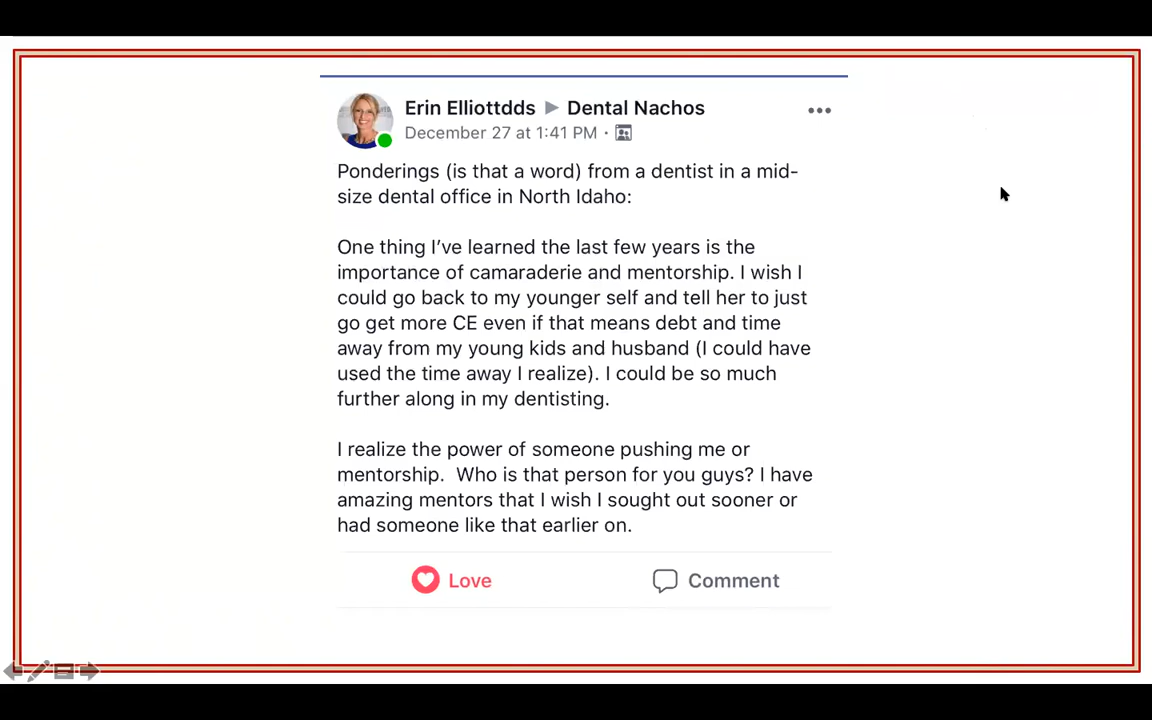 Erin Elliottdds ▶ Dental Nachos
December 27 at 1:41 PM ·
Ponderings (is that a word) from a dentist in a mid-
size dental office in North Idaho:
One thing I've learned the last few years is the
importance of camaraderie and mentorship. I wish I
could go back to my younger self and tell her to just
go get more CE even if that means debt and time
away from my young kids and husband (I could have
used the time away I realize). I could be so much
further along in my dentisting.
I realize the power of someone pushing me or
mentorship.  Who is that person for you guys? I have
amazing mentors that I wish I sought out sooner or
had someone like that earlier on.
Love
Comment